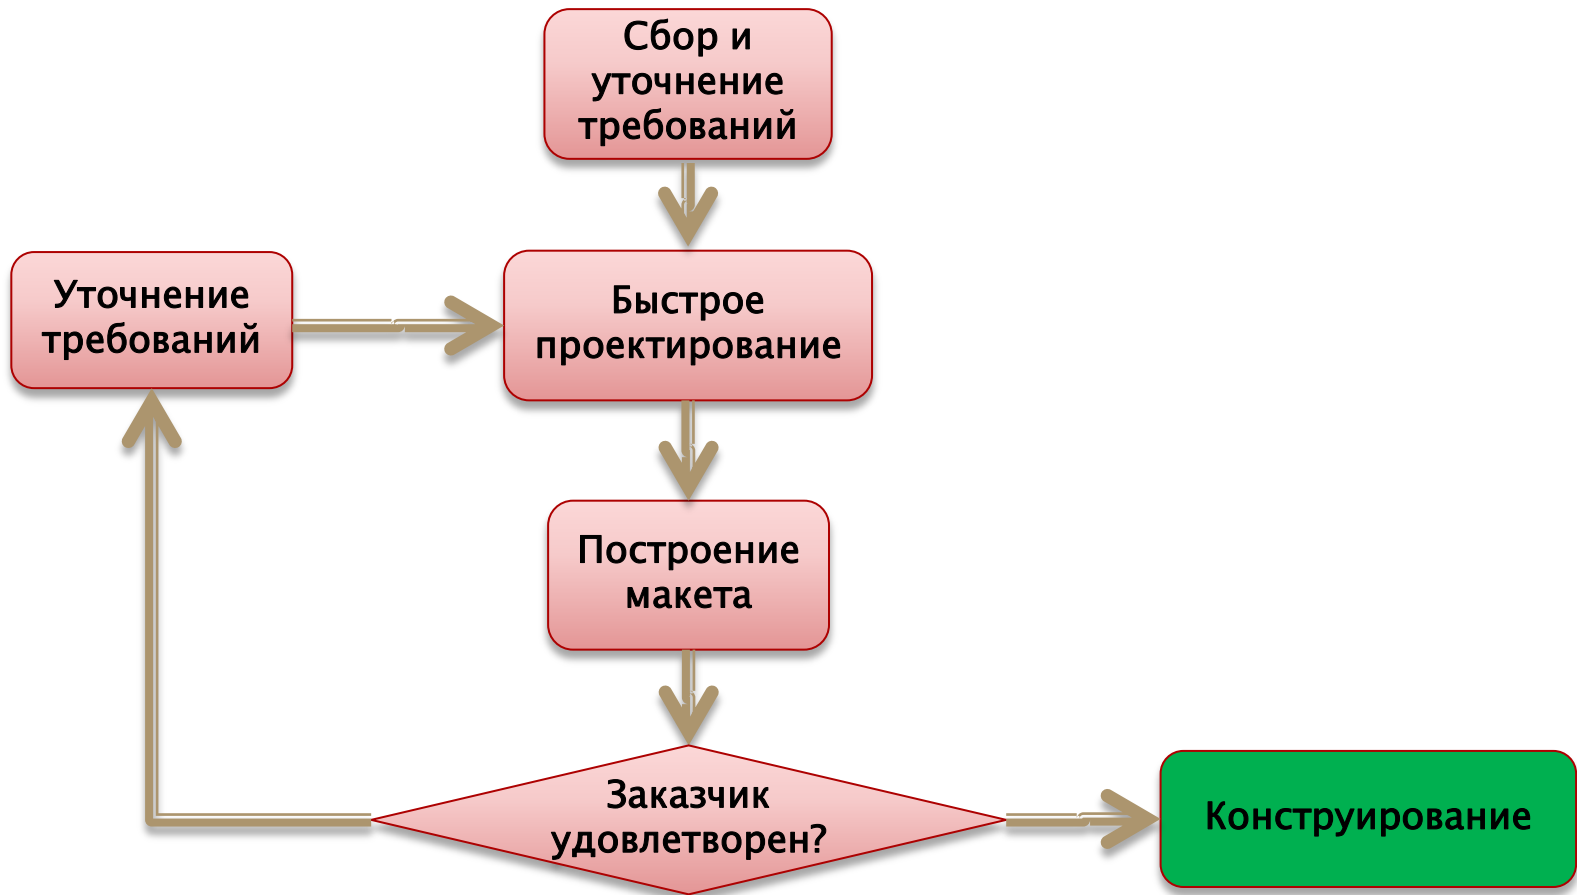 Сбор и
уточнение
требований
Уточнение
требований
Быстрое
проектирование
Построение
макета
Заказчик
удовлетворен?
Конструирование